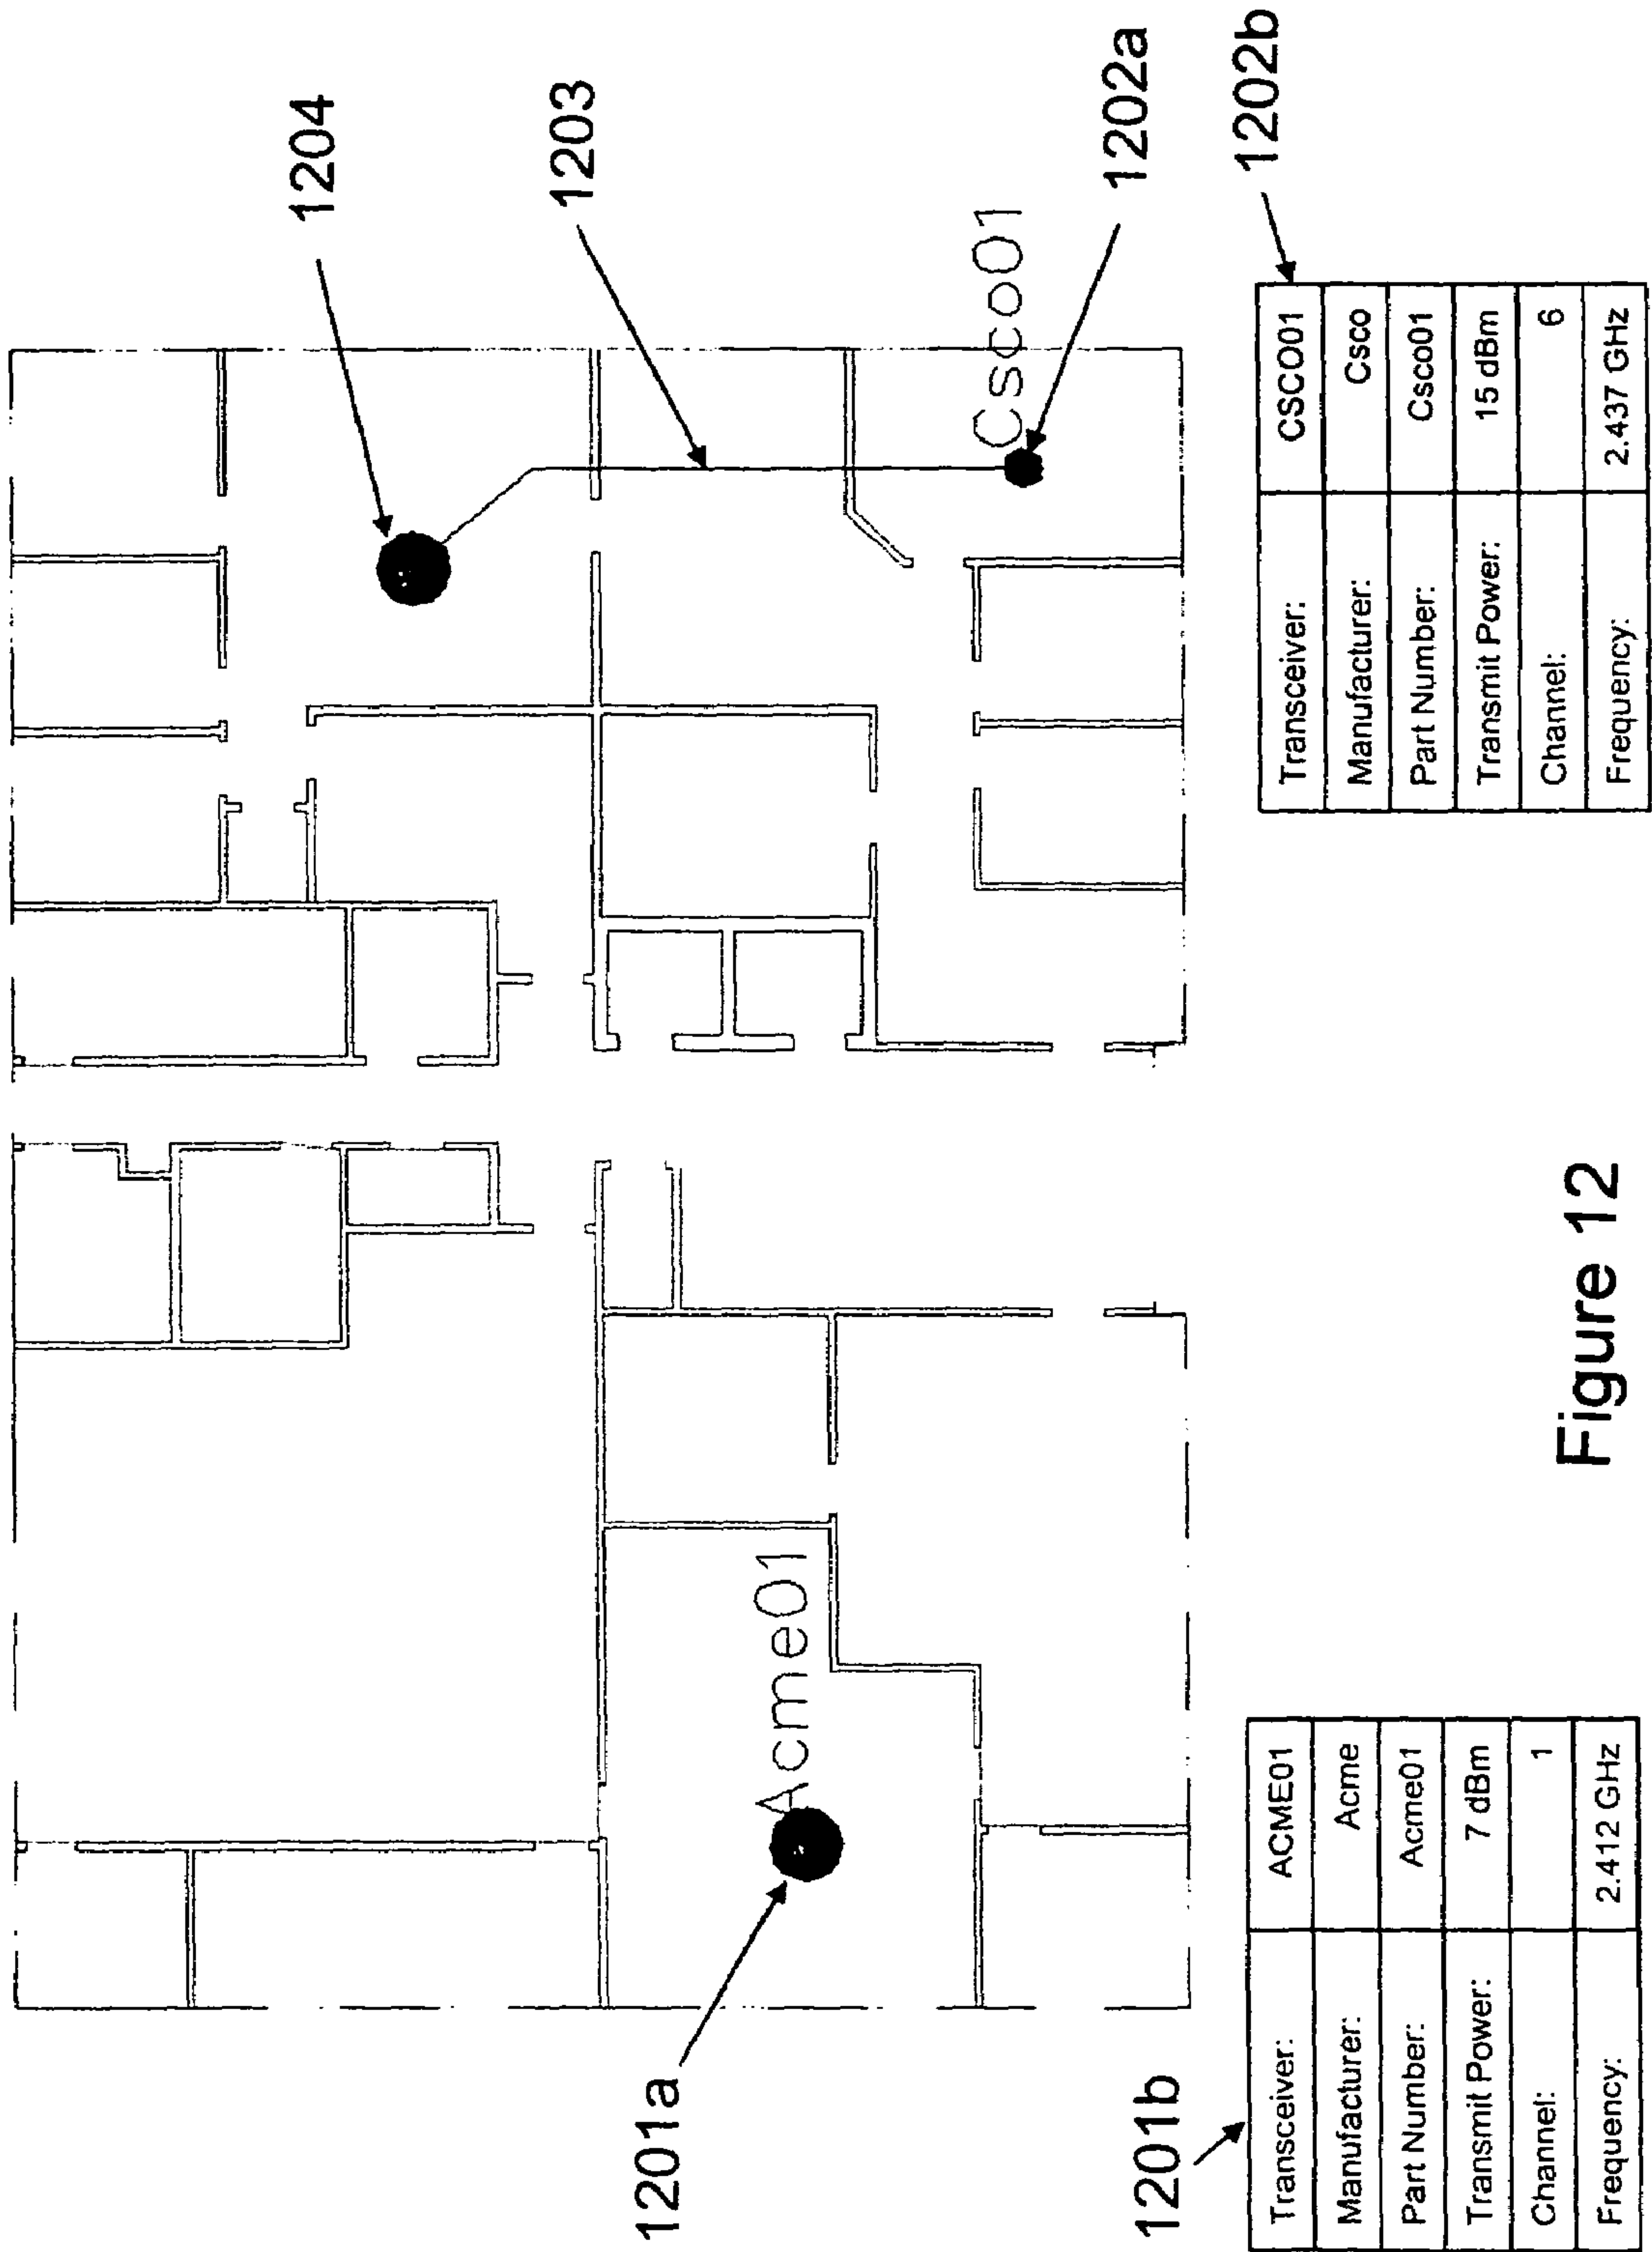 1204
1203
1202a
1202b
Csco01
Acme01
1201a
1201b
Transceiver: ACME01
Manufacturer: Acme
Part Number: Acme01
Transmit Power: 7 dBm
Channel: 1
Frequency: 2.412 GHz
Transceiver: CSCO01
Manufacturer: Csco
Part Number: Csco01
Transmit Power: 15 dBm
Channel: 6
Frequency: 2.437 GHz
Figure 12